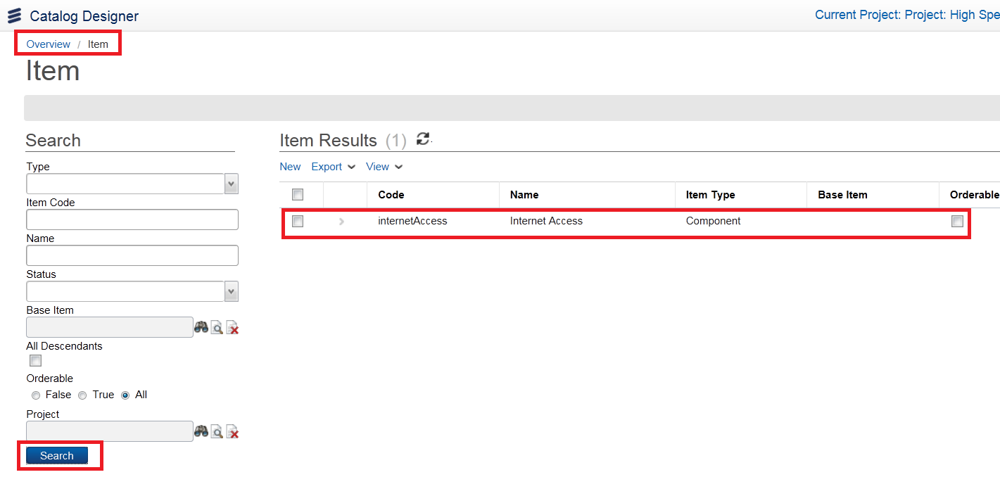 Catalog Designer
Current Project: Project: High Spe
Overview / Item
Item
Search
Type
Item Code
Name
Status
Base Item
All Descendants
Orderable
False True All
Project
Search
Item Results (1)
New Export View
Code Name Item Type Base Item Orderable
internetAccess Internet Access Component